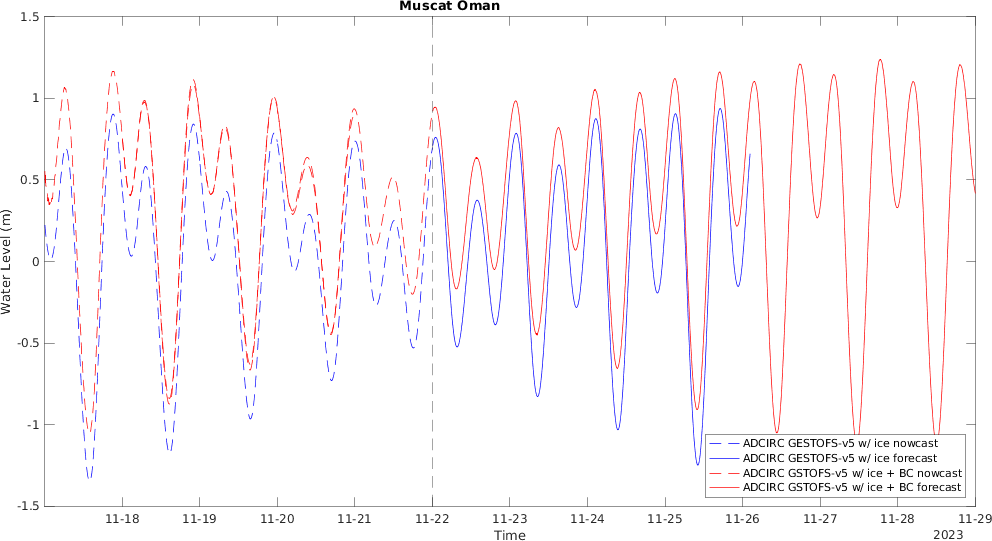 Muscat Oman
Water Level (m)
1.5
1
0.5
0
-0.5
-1
-1.5
ADCIRC GESTOFS-v5 w/ ice nowcast
ADCIRC GESTOFS-v5 w/ ice forecast
ADCIRC GSTOFS-v5 w/ ice + BC nowcast
ADCIRC GSTOFS-v5 w/ ice + BC forecast
11-18 11-19 11-20 11-21 11-22 11-23 11-24 11-25 11-26 11-27 11-28 11-29
Time
2023